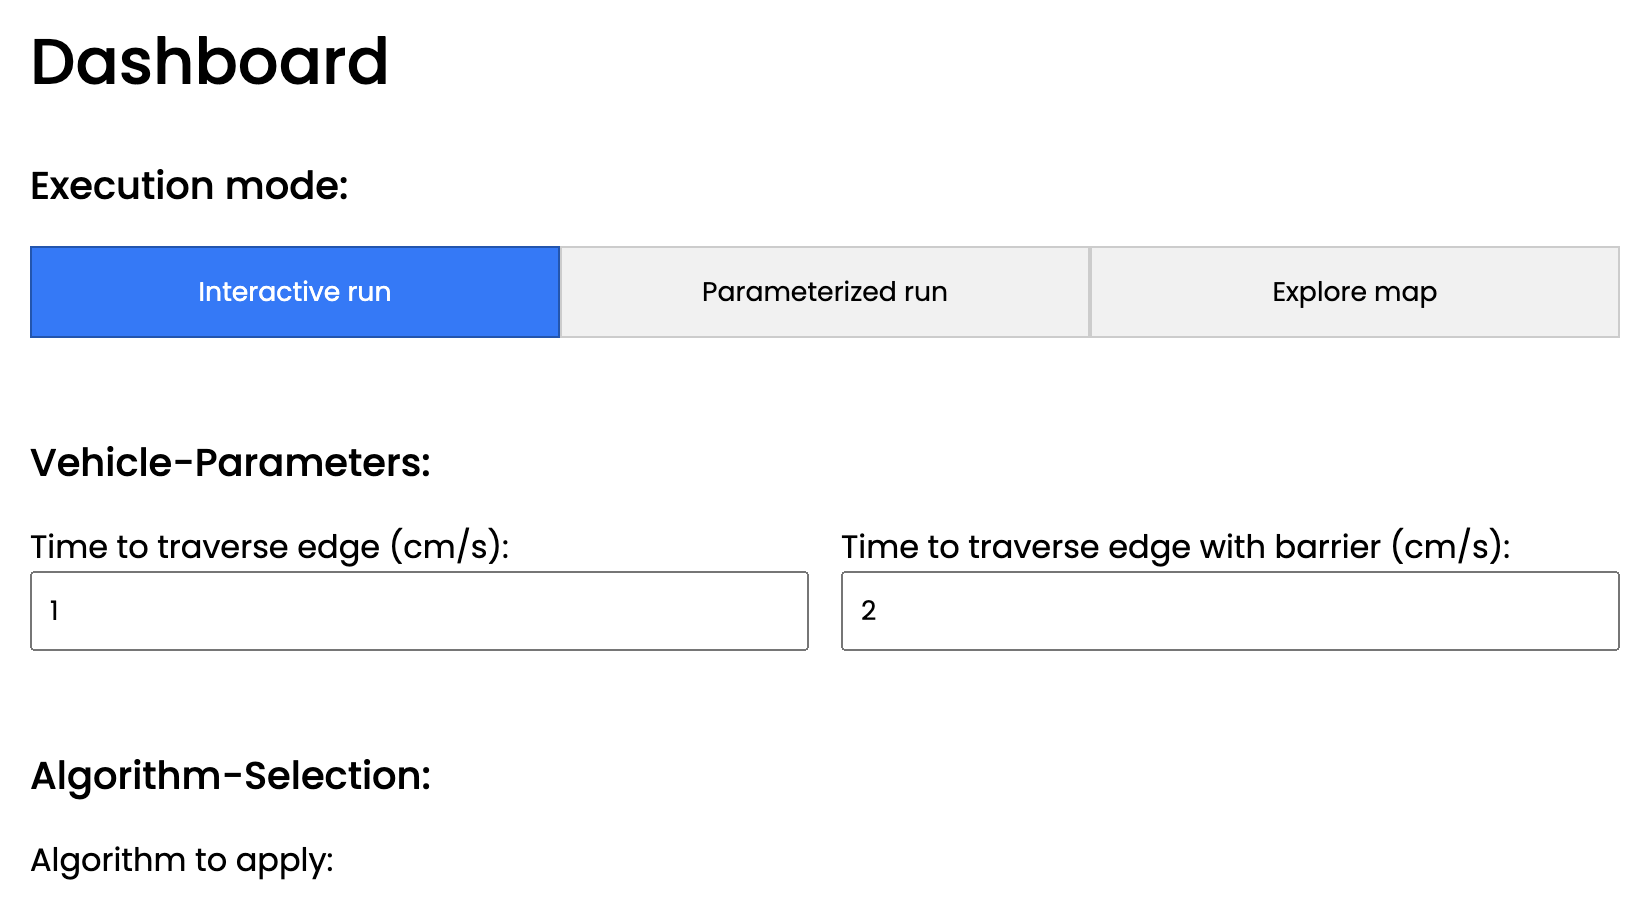 Dashboard
Execution mode:
Interactive run
Parameterized run
Explore map
Vehicle-Parameters:
Time to traverse edge (cm/s):
Time to traverse edge with barrier (cm/s):
1
2
Algorithm-Selection:
Algorithm to apply: